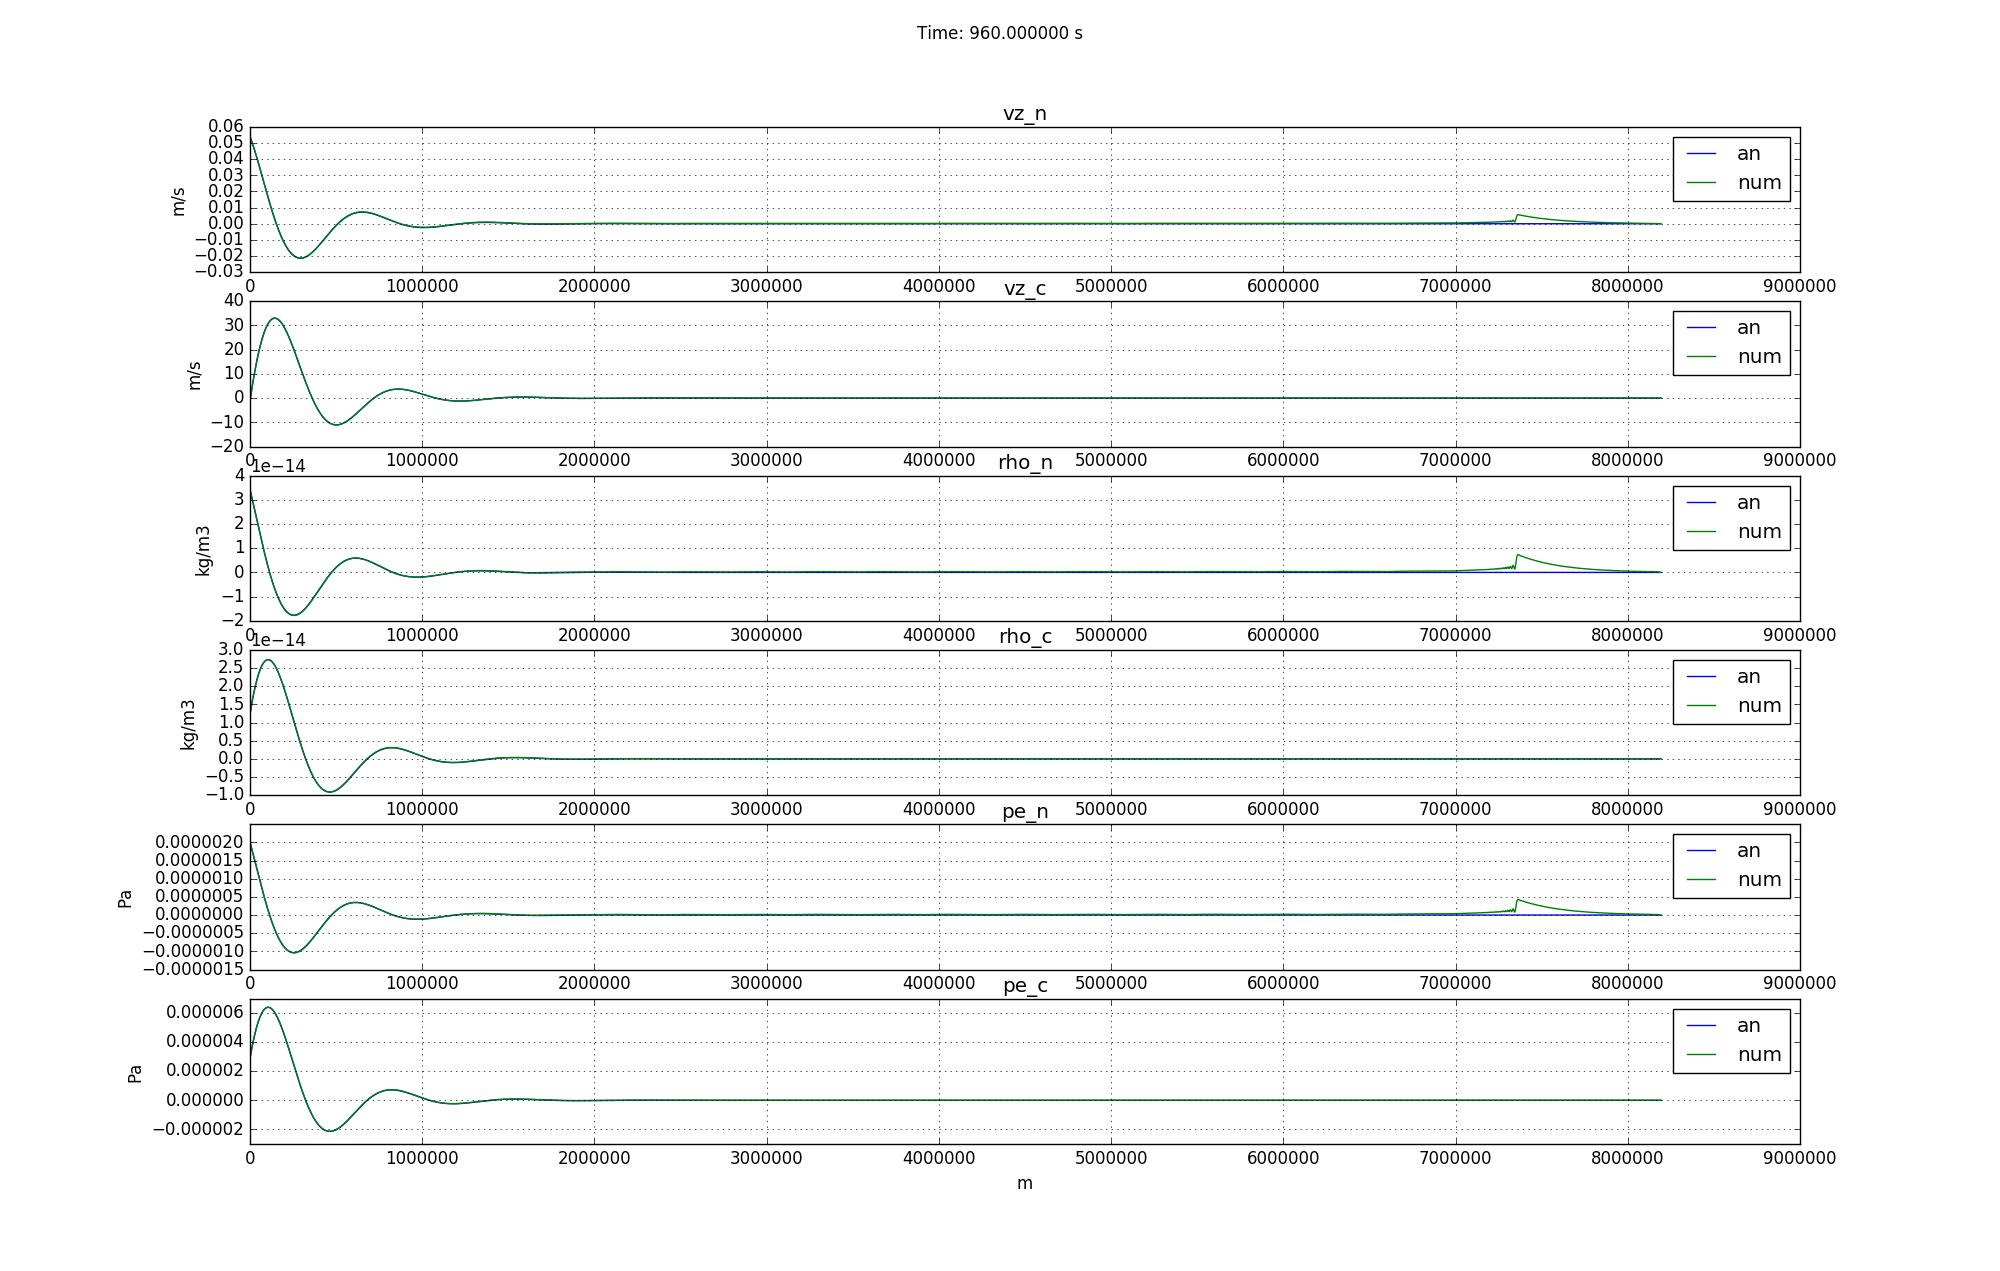 Time: 960.000000 s
vz_n
0.06
0.05
0.04
0.03
0.02
0.01
0.00
−0.01
−0.02
−0.03
m/s
an
num
0 1000000 2000000 3000000 4000000 5000000 6000000 7000000 8000000 9000000
vz_c
40
30
20
10
0
−10
−20
m/s
an
num
0 1000000 2000000 3000000 4000000 5000000 6000000 7000000 8000000 9000000
1e−14
rho_n
4
3
2
1
0
−1
−2
kg/m3
an
num
0 1000000 2000000 3000000 4000000 5000000 6000000 7000000 8000000 9000000
1e−14
rho_c
3.0
2.5
2.0
1.5
1.0
0.5
0.0
−0.5
−1.0
kg/m3
an
num
0 1000000 2000000 3000000 4000000 5000000 6000000 7000000 8000000 9000000
pe_n
0.0000020
0.0000015
0.0000010
0.0000005
0.0000000
−0.0000005
−0.0000010
−0.0000015
Pa
an
num
0 1000000 2000000 3000000 4000000 5000000 6000000 7000000 8000000 9000000
pe_c
0.000006
0.000004
0.000002
0.000000
−0.000002
Pa
an
num
0 1000000 2000000 3000000 4000000 5000000 6000000 7000000 8000000 9000000
m